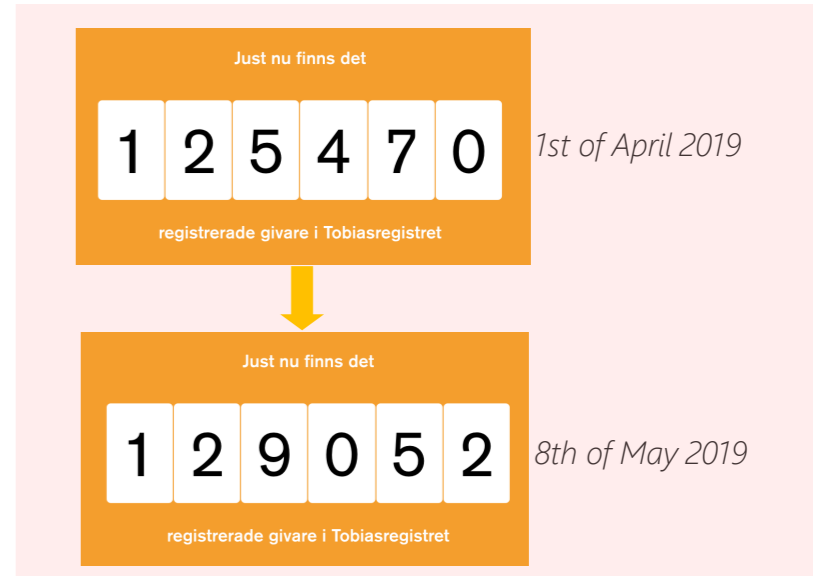 Just nu finns det
125470
registrerade givare i Tobiasregistret
1st of April 2019
Just nu finns det
129052
registrerade givare i Tobiasregistret
8th of May 2019